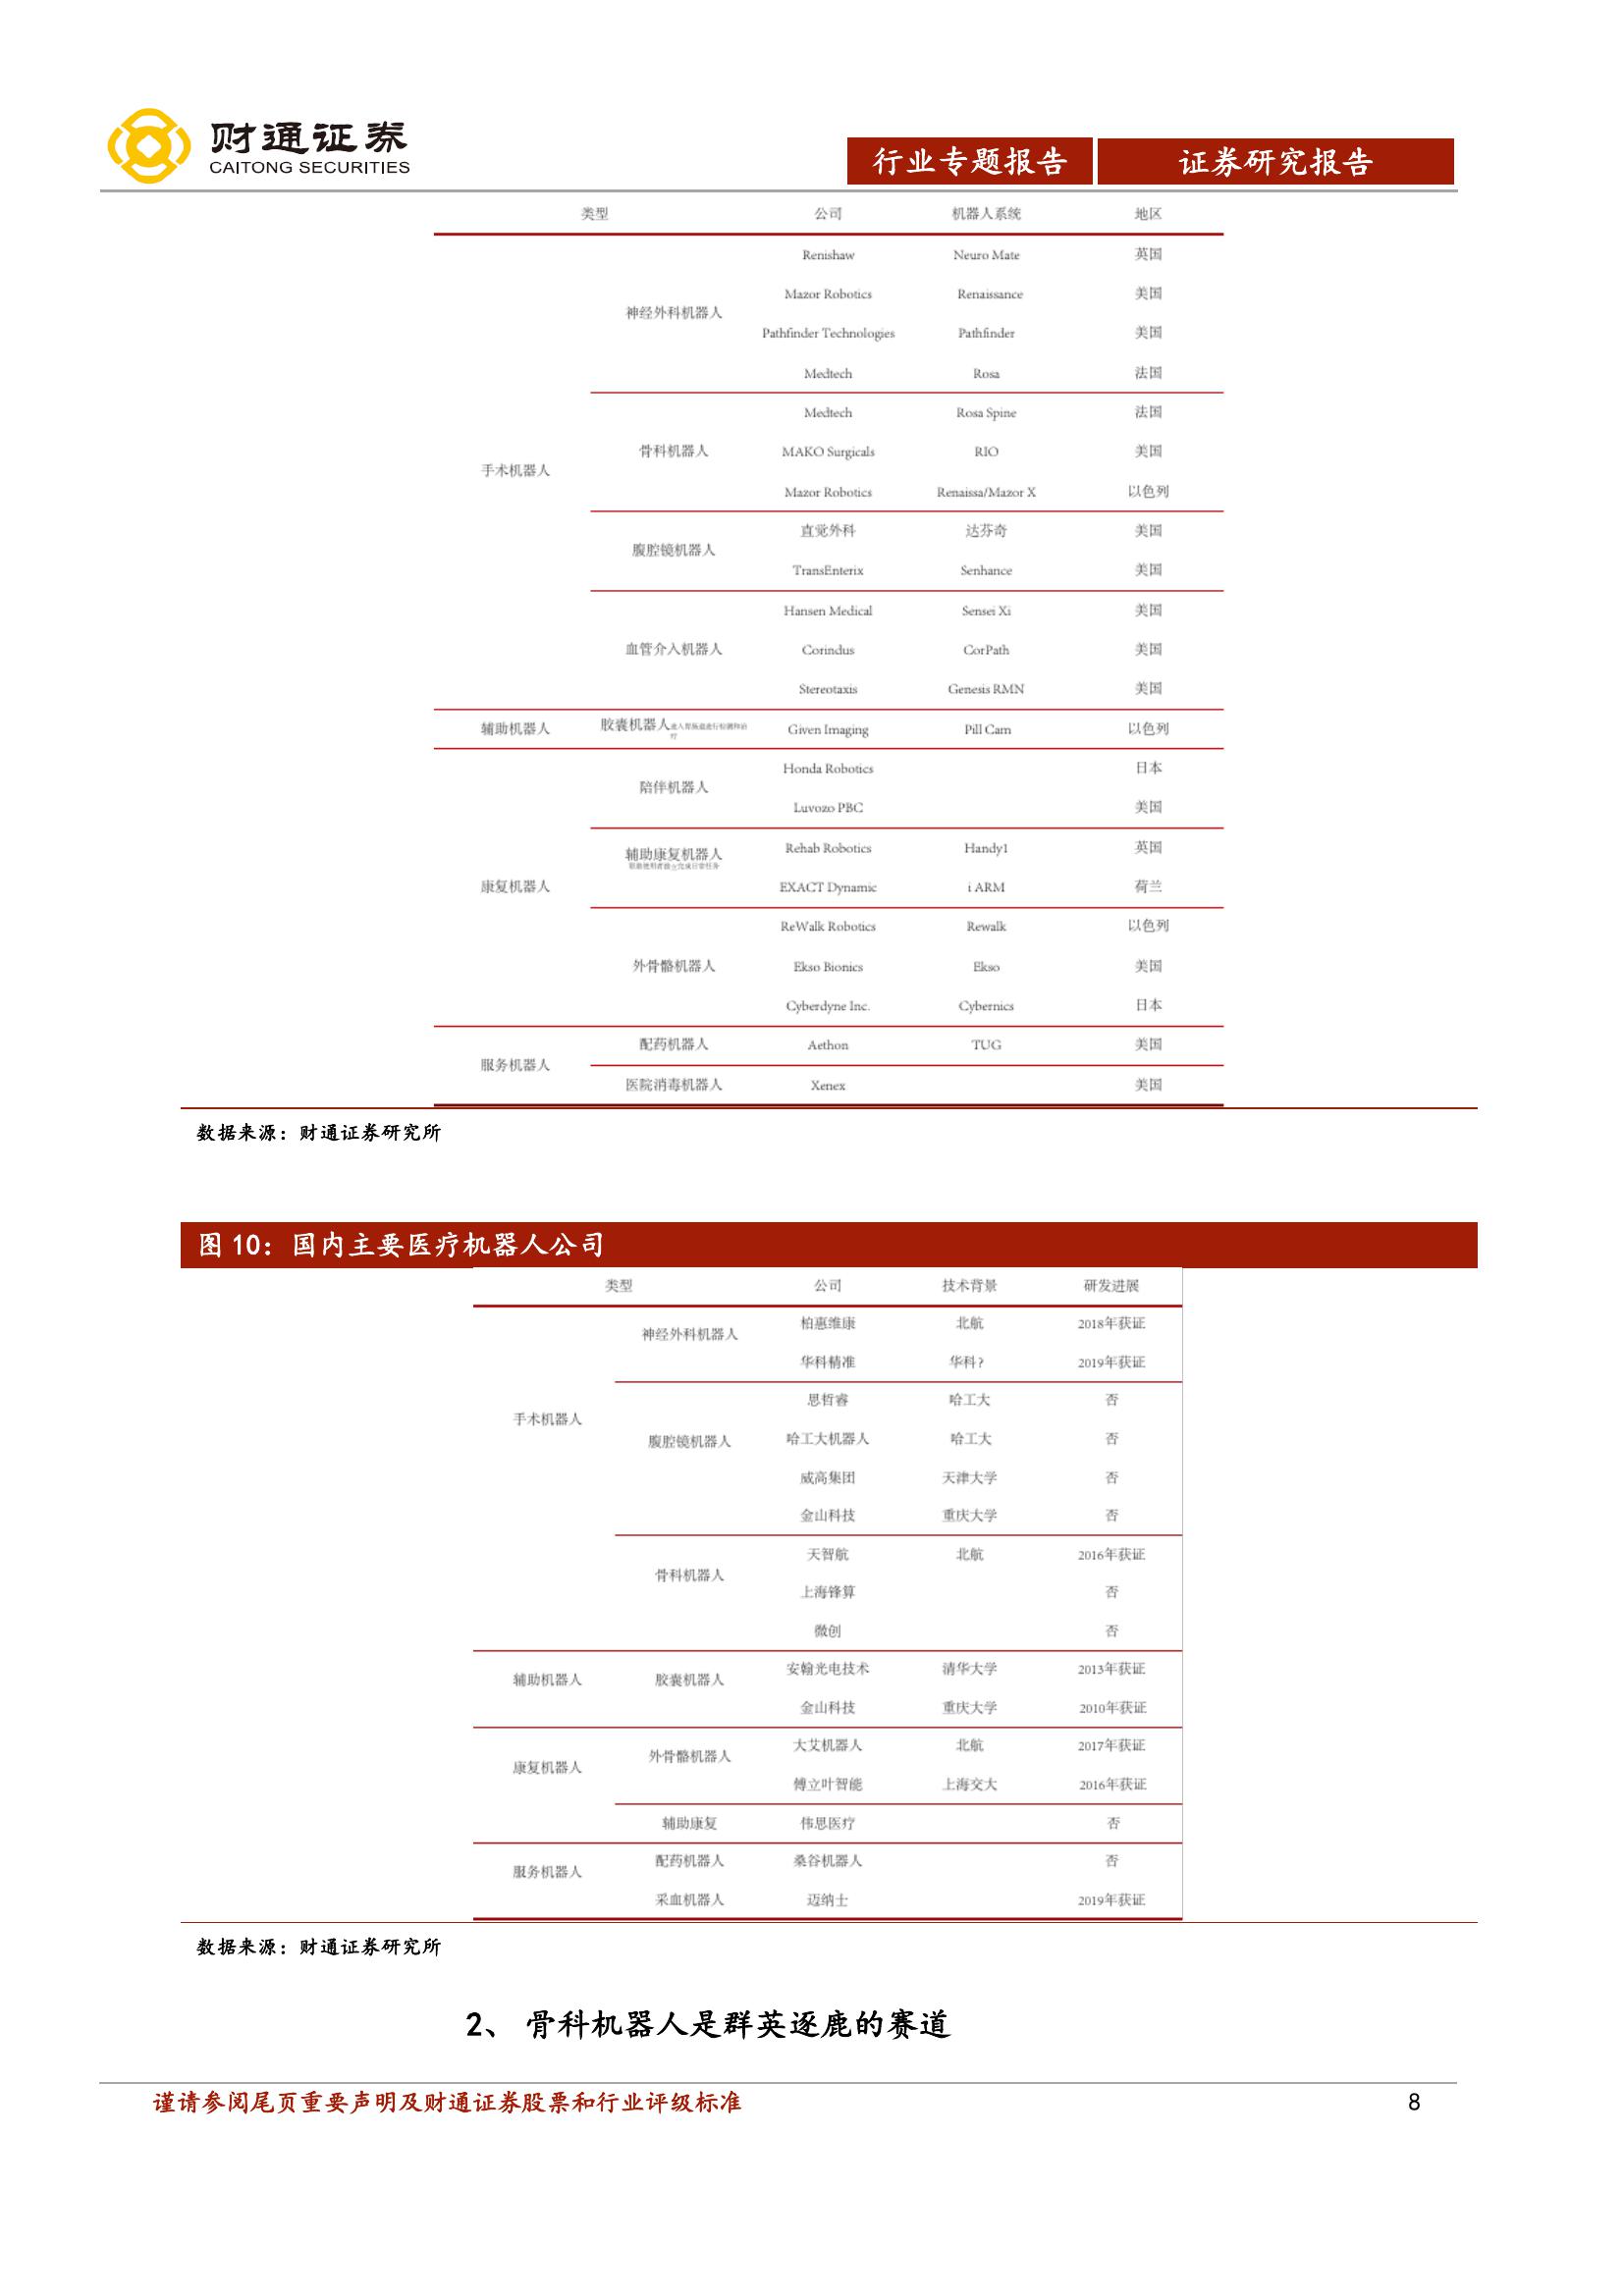 财通证券
CAITONG SECURITIES
行业专题报告 证券研究报告
类型 公司 机器人系统 地区
Renishaw Neuro Mate 英国
Mazor Robotics Renaissance 美国
神经外科机器人
Pathfinder Technologies Pathfinder 美国
Medtech Rosa 法国
Medtech Rosa Spine 法国
骨科机器人 MAKO Surgicals RIO 美国
手术机器人
Mazor Robotics Renaissa/Mazor X 以色列
直觉外科 达芬奇 美国
腹腔镜机器人
TransEnterix Senhance 美国
Hansen Medical Sensei Xi 美国
血管介入机器人 Corindus CorPath 美国
Stereotaxis Genesis RMN 美国
辅助机器人 胶囊机器人 Given Imaging Pill Cam 以色列
Honda Robotics 日本
陪伴机器人
Luvozo PBC 美国
辅助康复机器人 Rehab Robotics Handy1 英国
康复机器人 EXACT Dynamic i ARM 荷兰
ReWalk Robotics Rewalk 以色列
外骨骼机器人 Ekso Bionics Ekso 美国
Cyberdyne Inc. Cybernics 日本
配药机器人 Aethon TUG 美国
服务机器人
医院消毒机器人 Xenex 美国
数据来源：财通证券研究所
图 10：国内主要医疗机器人公司
类型 公司 技术背景 研发进展
柏惠维康 北航 2018年获证
神经外科机器人
华科精准 华科? 2019年获证
思哲睿 哈工大 否
手术机器人
腹腔镜机器人 哈工大机器人 哈工大 否
威高集团 天津大学 否
金山科技 重庆大学 否
天智航 北航 2016年获证
骨科机器人
上海锋算 否
微创 否
安翰光电技术 清华大学 2013年获证
辅助机器人 胶囊机器人
金山科技 重庆大学 2010年获证
大艾机器人 北航 2017年获证
外骨骼机器人
康复机器人
傅立叶智能 上海交大 2016年获证
辅助康复 伟思医疗 否
配药机器人 桑谷机器人 否
服务机器人
采血机器人 迈纳士 2019年获证
数据来源：财通证券研究所
2、 骨科机器人是群英逐鹿的赛道
谨请参阅尾页重要声明及财通证券股票和行业评级标准 8